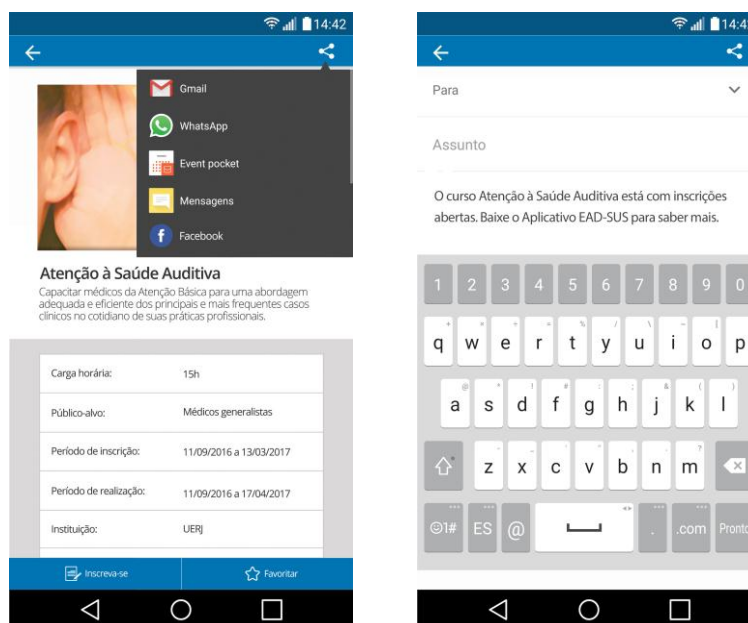 14:42
Gmail
WhatsApp
Event pocket
Mensagens
Facebook
Atenção à Saúde Auditiva
Capacitar médicos da Atenção Básica para uma abordagem
adequada e eficiente dos principais e mais frequentes casos
clínicos no cotidiano de suas práticas profissionais.
Carga horária: 15h
Público-alvo: Médicos generalistas
Período de inscrição: 11/09/2016 a 13/03/2017
Período de realização: 11/09/2016 a 17/04/2017
Instituição: UERJ
Inscreva-se Favoritar
14:4
Para
Assunto
O curso Atenção à Saúde Auditiva está com inscrições
abertas. Baixe o Aplicativo EAD-SUS para saber mais.
1 2 3 4 5 6 7 8 9 0
q w e r t y u i o p
a s d f g h j k l
z x c v b n m
1# ES @ . .com Pronto